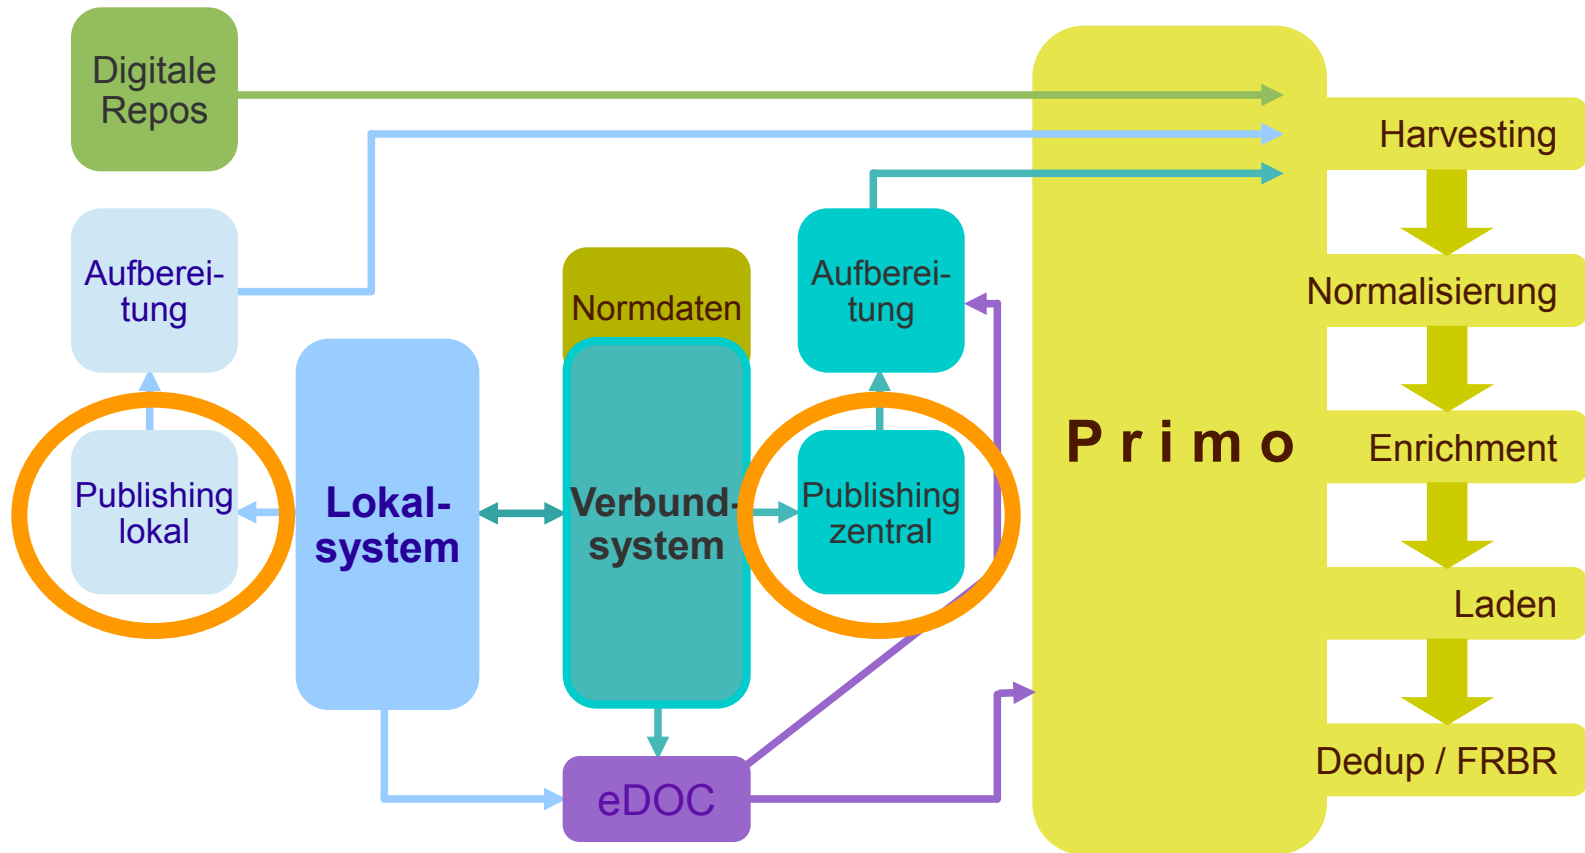 Digitale
Repos
Aufberei-
tung
Publishing
lokal
Lokal-
system
Normdaten
Verbund-
system
Aufberei-
tung
Publishing
zentral
eDOC
Primo
Harvesting
Normalisierung
Enrichment
Laden
Dedup / FRBR